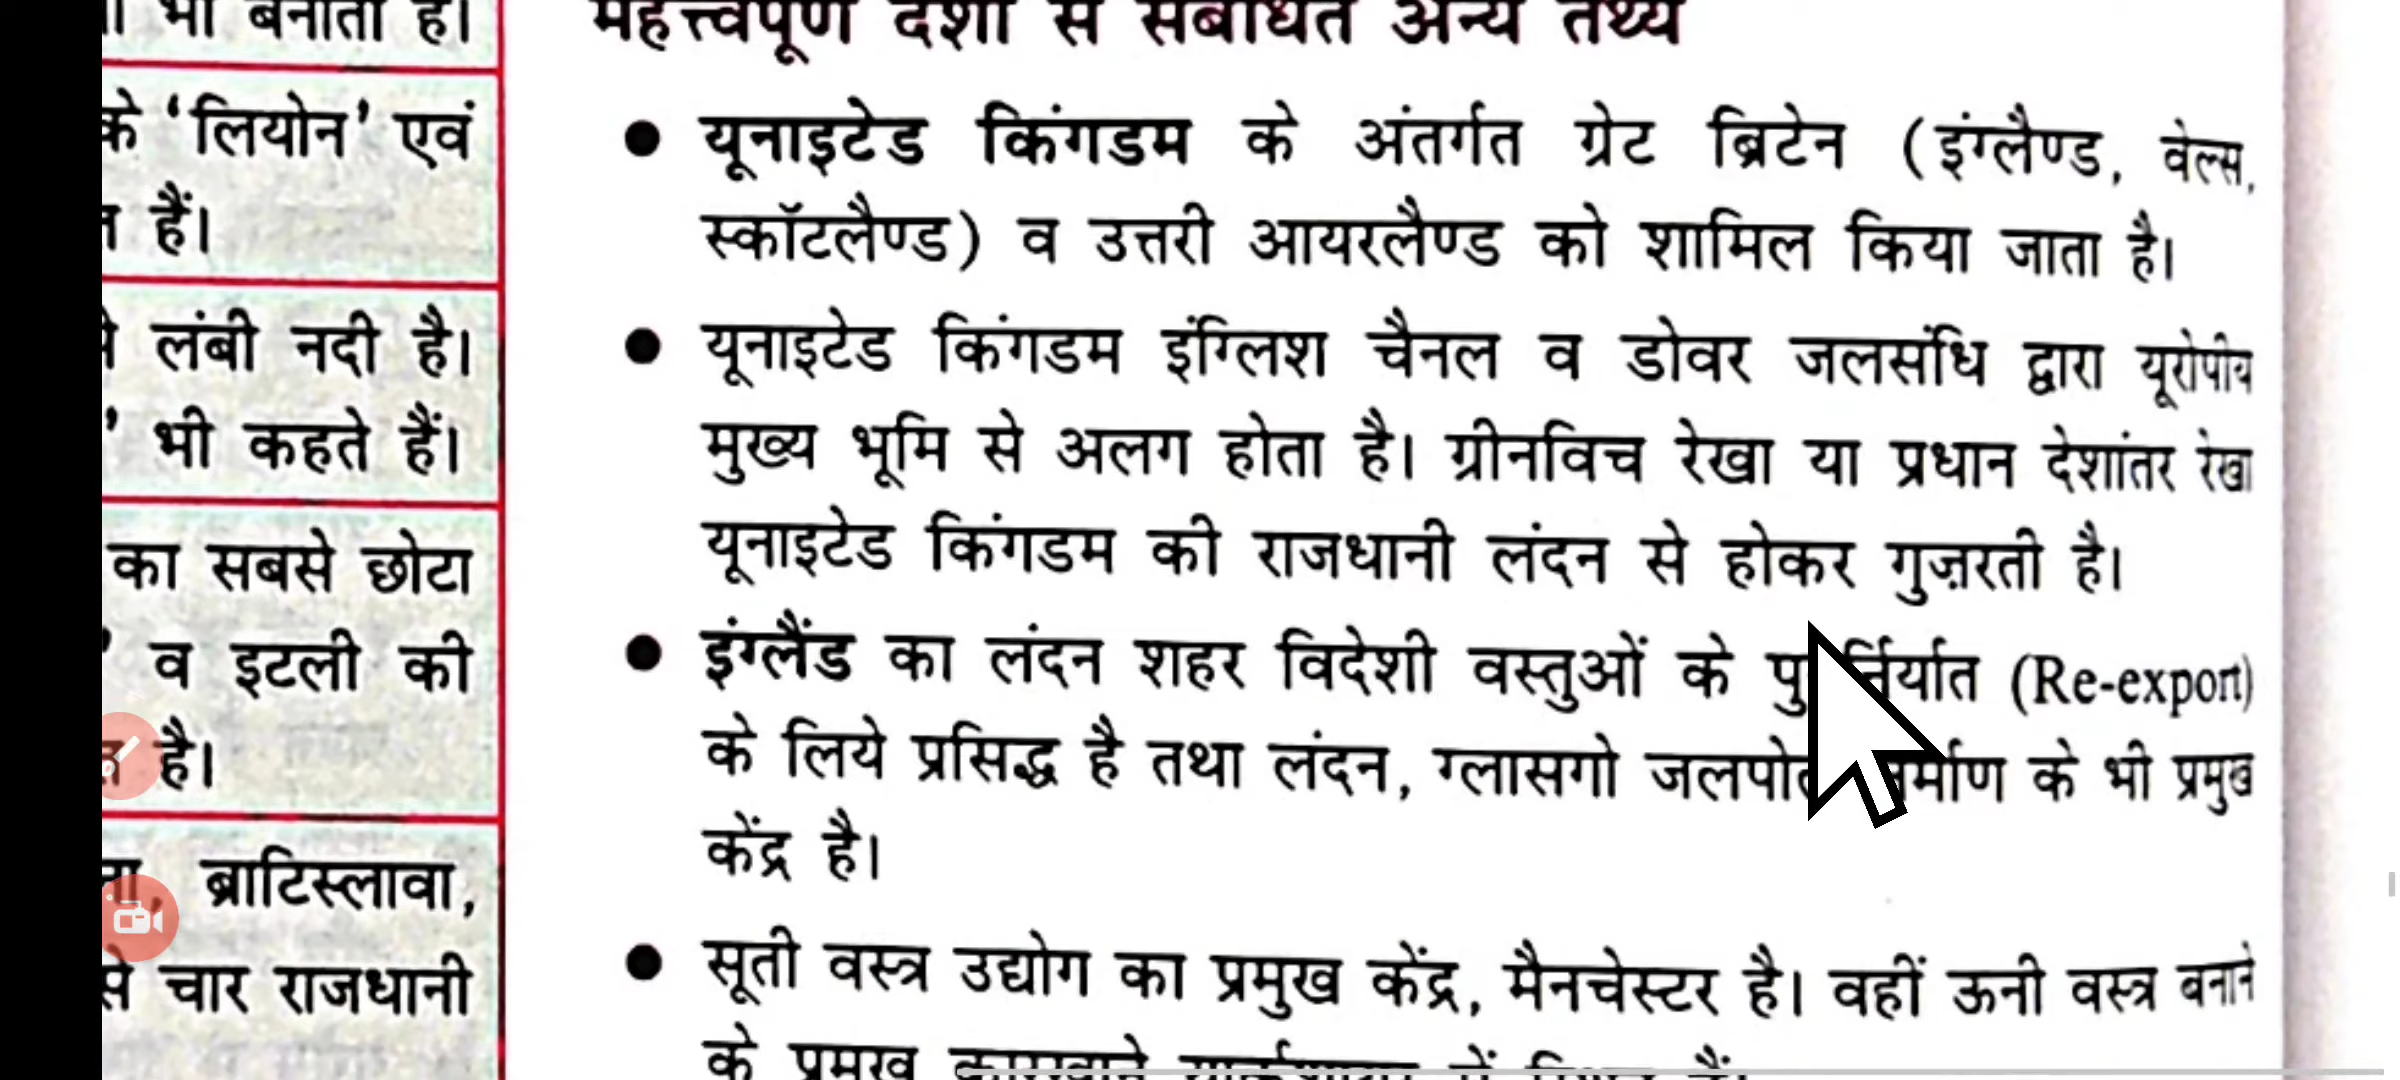 भी बनाता है।
के ‘लियोन’ एवं
हैं।
लंबी नदी है।
’ भी कहते हैं।
का सबसे छोटा
’ व इटली की
है।
ब्राटिस्लावा,
से चार राजधानी
महत्त्वपूर्ण देशों से संबंधित अन्य तथ्य
● यूनाइटेड किंगडम के अंतर्गत ग्रेट ब्रिटेन (इंग्लैण्ड, वेल्स,
स्कॉटलैण्ड) व उत्तरी आयरलैण्ड को शामिल किया जाता है।
● यूनाइटेड किंगडम इंग्लिश चैनल व डोवर जलसंधि द्वारा यूरोपीय
मुख्य भूमि से अलग होता है। ग्रीनविच रेखा या प्रधान देशांतर रेखा
यूनाइटेड किंगडम की राजधानी लंदन से होकर गुज़रती है।
● इंग्लैंड का लंदन शहर विदेशी वस्तुओं के (Re-export)
के लिये प्रसिद्ध है तथा लंदन, ग्लासगो के भी प्रमुख
केंद्र है।
● सूती वस्त्र उद्योग का प्रमुख केंद्र, मैनचेस्टर है। वहीं ऊनी वस्त्र बनाने
के प्रमुख